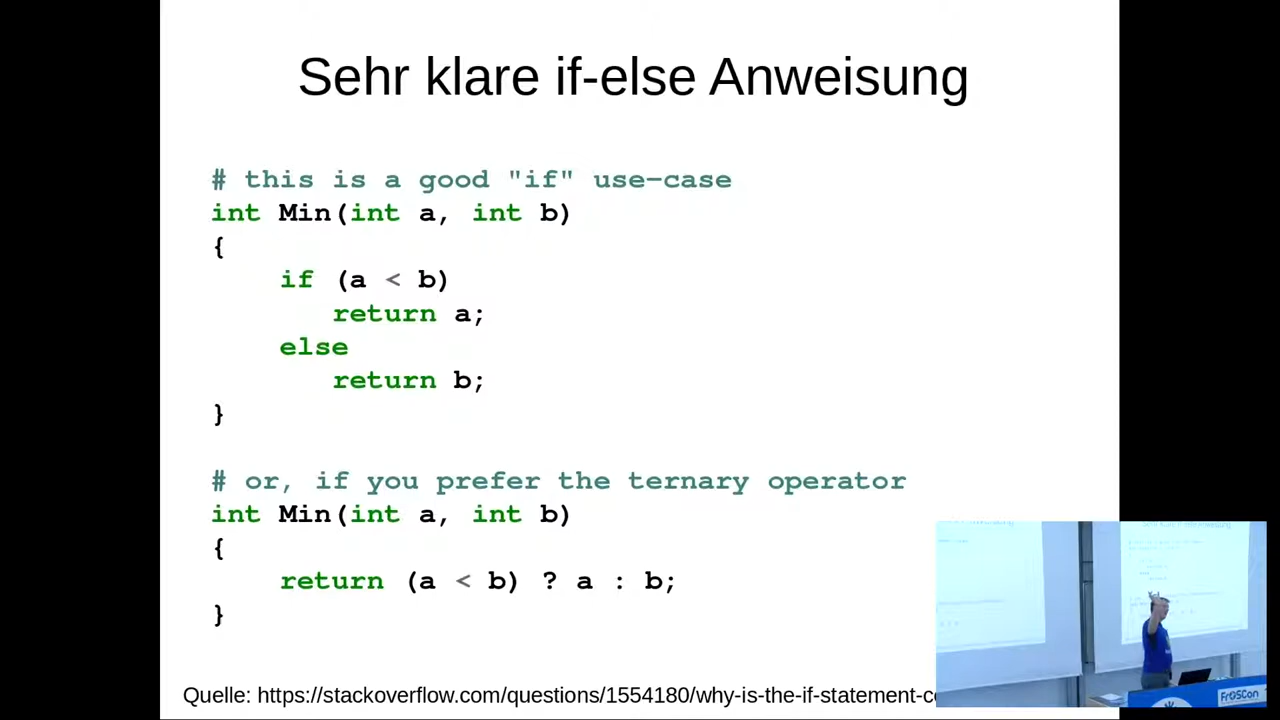 Sehr klare if-else Anweisung
# this is a good "if" use-case
int Min(int a, int b)
{
if (a < b)
return a;
else
return b;
}
# or, if you prefer the ternary operator
int Min(int a, int b)
{
return (a < b) ? a : b;
}
Quelle: https://stackoverflow.com/questions/1554180/why-is-the-if-statement-c
FrOSCon